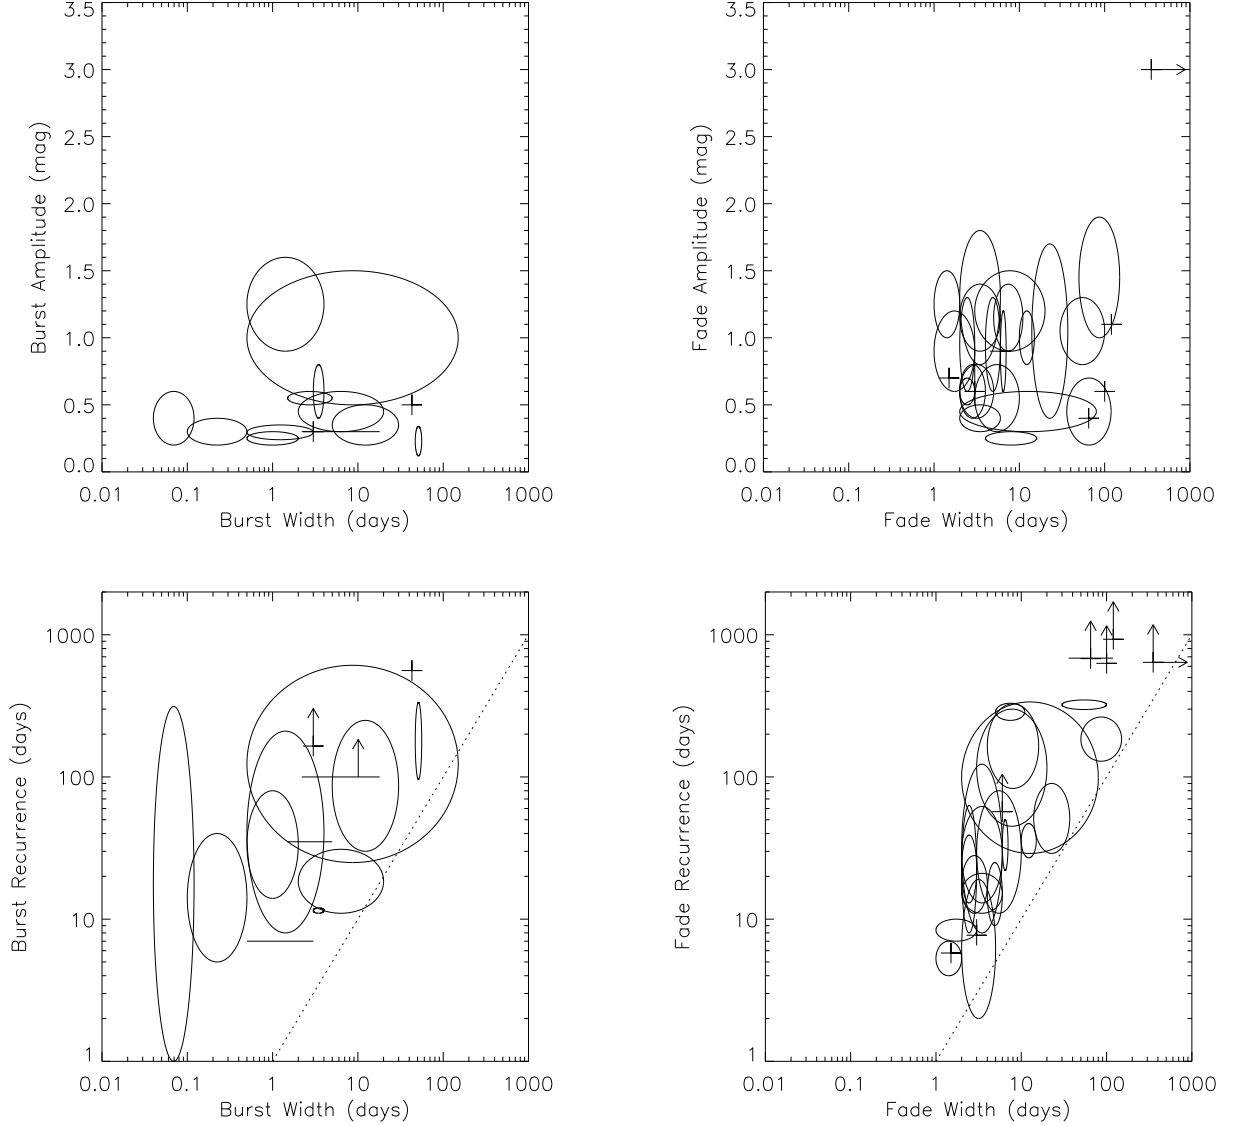 3.5
3.0
2.5
2.0
1.5
1.0
0.5
0.0
Burst Amplitude (mag)
0.01 0.1 1 10 100 1000
Burst Width (days)
3.5
3.0
2.5
2.0
1.5
1.0
0.5
0.0
Fade Amplitude (mag)
0.01 0.1 1 10 100 1000
Fade Width (days)
1000
100
10
1
Burst Recurrence (days)
0.01 0.1 1 10 100 1000
Burst Width (days)
1000
100
10
1
Fade Recurrence (days)
0.01 0.1 1 10 100 1000
Fade Width (days)